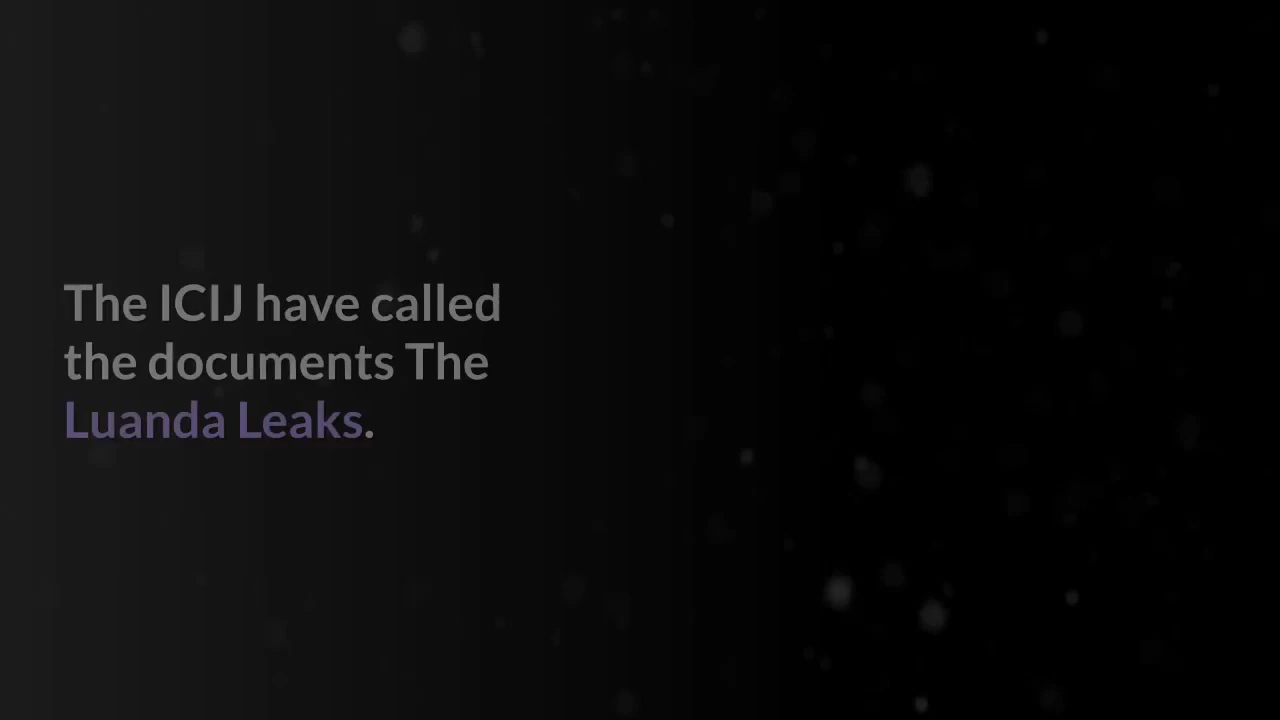 The ICIJ have called
the documents The
Luanda Leaks.